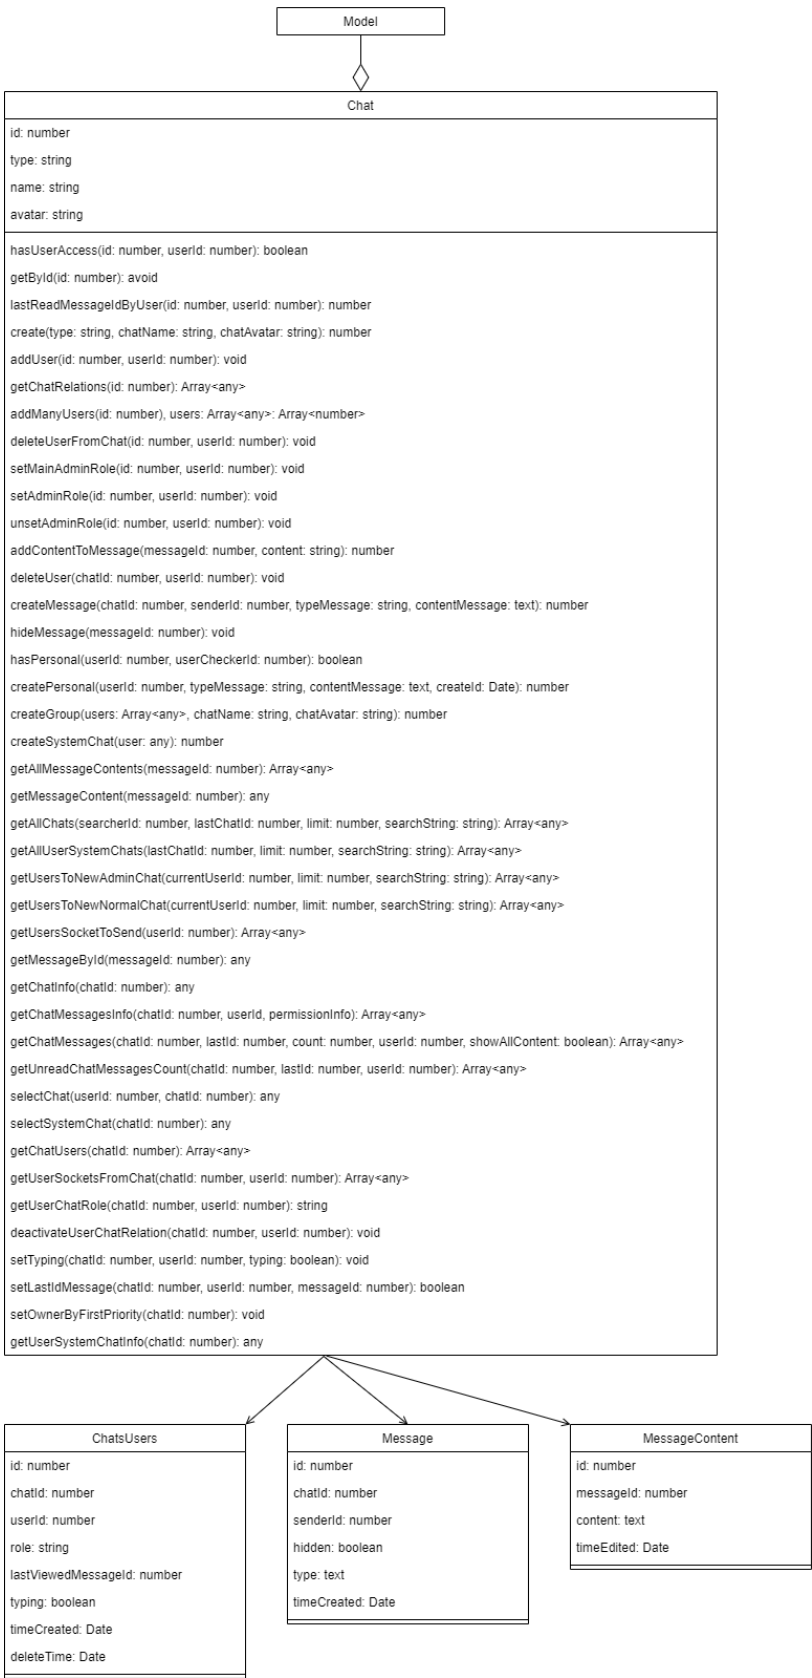 Model
Chat
id: number
type: string
name: string
avatar: string
hasUserAccess(id: number, userId: number): boolean
getById(id: number): avoid
lastReadMessageIdByUser(id: number, userId: number): number
create(type: string, chatName: string, chatAvatar: string): number
addUser(id: number, userId: number): void
getChatRelations(id: number): Array<any>
addManyUsers(id: number), users: Array<any>: Array<number>
deleteUserFromChat(id: number, userId: number): void
setMainAdminRole(id: number, userId: number): void
setAdminRole(id: number, userId: number): void
unsetAdminRole(id: number, userId: number): void
addContentToMessage(messageId: number, content: string): number
deleteUser(chatId: number, userId: number): void
createMessage(chatId: number, senderId: number, typeMessage: string, contentMessage: text): number
hideMessage(messageId: number): void
hasPersonal(userId: number, userCheckerId: number): boolean
createPersonal(userId: number, typeMessage: string, contentMessage: text, createId: Date): number
createGroup(users: Array<any>, chatName: string, chatAvatar: string): number
createSystemChat(user: any): number
getAllMessageContents(messageId: number): Array<any>
getMessageContent(messageId: number): any
getAllChats(searcherId: number, lastChatId: number, limit: number, searchString: string): Array<any>
getAllUserSystemChats(lastChatId: number, limit: number, searchString: string): Array<any>
getUsersToNewAdminChat(currentUserId: number, limit: number, searchString: string): Array<any>
getUsersToNewNormalChat(currentUserId: number, limit: number, searchString: string): Array<any>
getUsersSocketToSend(userId: number): Array<any>
getMessageById(messageId: number): any
getChatInfo(chatId: number): any
getChatMessagesInfo(chatId: number, userId, permissionInfo): Array<any>
getChatMessages(chatId: number, lastId: number, count: number, userId: number, showAllContent: boolean): Array<any>
getUnreadChatMessagesCount(chatId: number, lastId: number, userId: number): Array<any>
selectChat(userId: number, chatId: number): any
selectSystemChat(chatId: number): any
getChatUsers(chatId: number): Array<any>
getUserSocketsFromChat(chatId: number, userId: number): Array<any>
getUserChatRole(chatId: number, userId: number): string
deactivateUserChatRelation(chatId: number, userId: number): void
setTyping(chatId: number, userId: number, typing: boolean): void
setLastIdMessage(chatId: number, userId: number, messageId: number): boolean
setOwnerByFirstPriority(chatId: number): void
getUserSystemChatInfo(chatId: number): any
ChatsUsers
id: number
chatId: number
userId: number
role: string
lastViewedMessageId: number
typing: boolean
timeCreated: Date
deleteTime: Date
Message
id: number
chatId: number
senderId: number
hidden: boolean
type: text
timeCreated: Date
MessageContent
id: number
messageId: number
content: text
timeEdited: Date